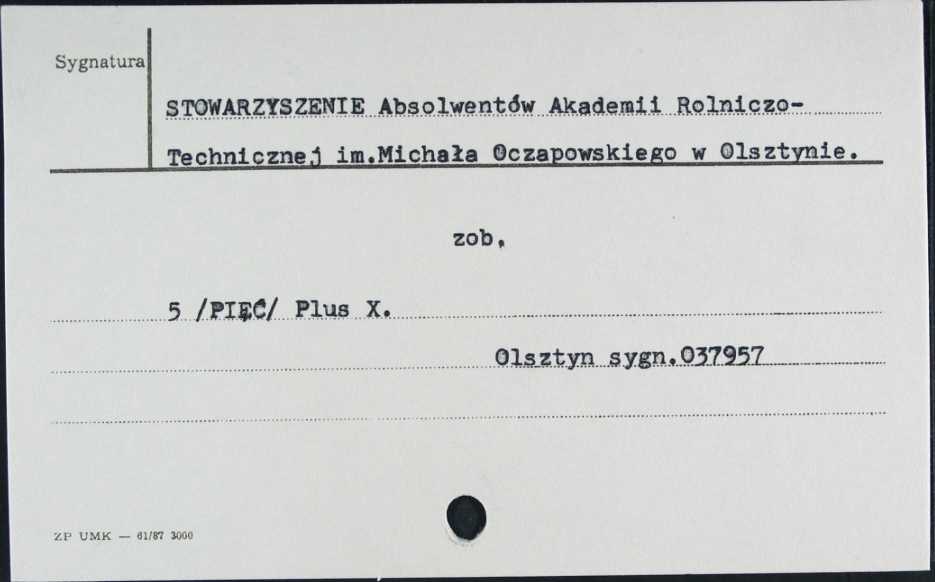 Sygnatura
STOWARZYSZENIE Absolwentów Akademii Rolniczo-
Technicznej im.Michała Oczapowskiego w Olsztynie.
zob.
5 /PIĘĆ/ Plus X.
Olsztyn sygn.037957
ZP UMK — 61/87 3000